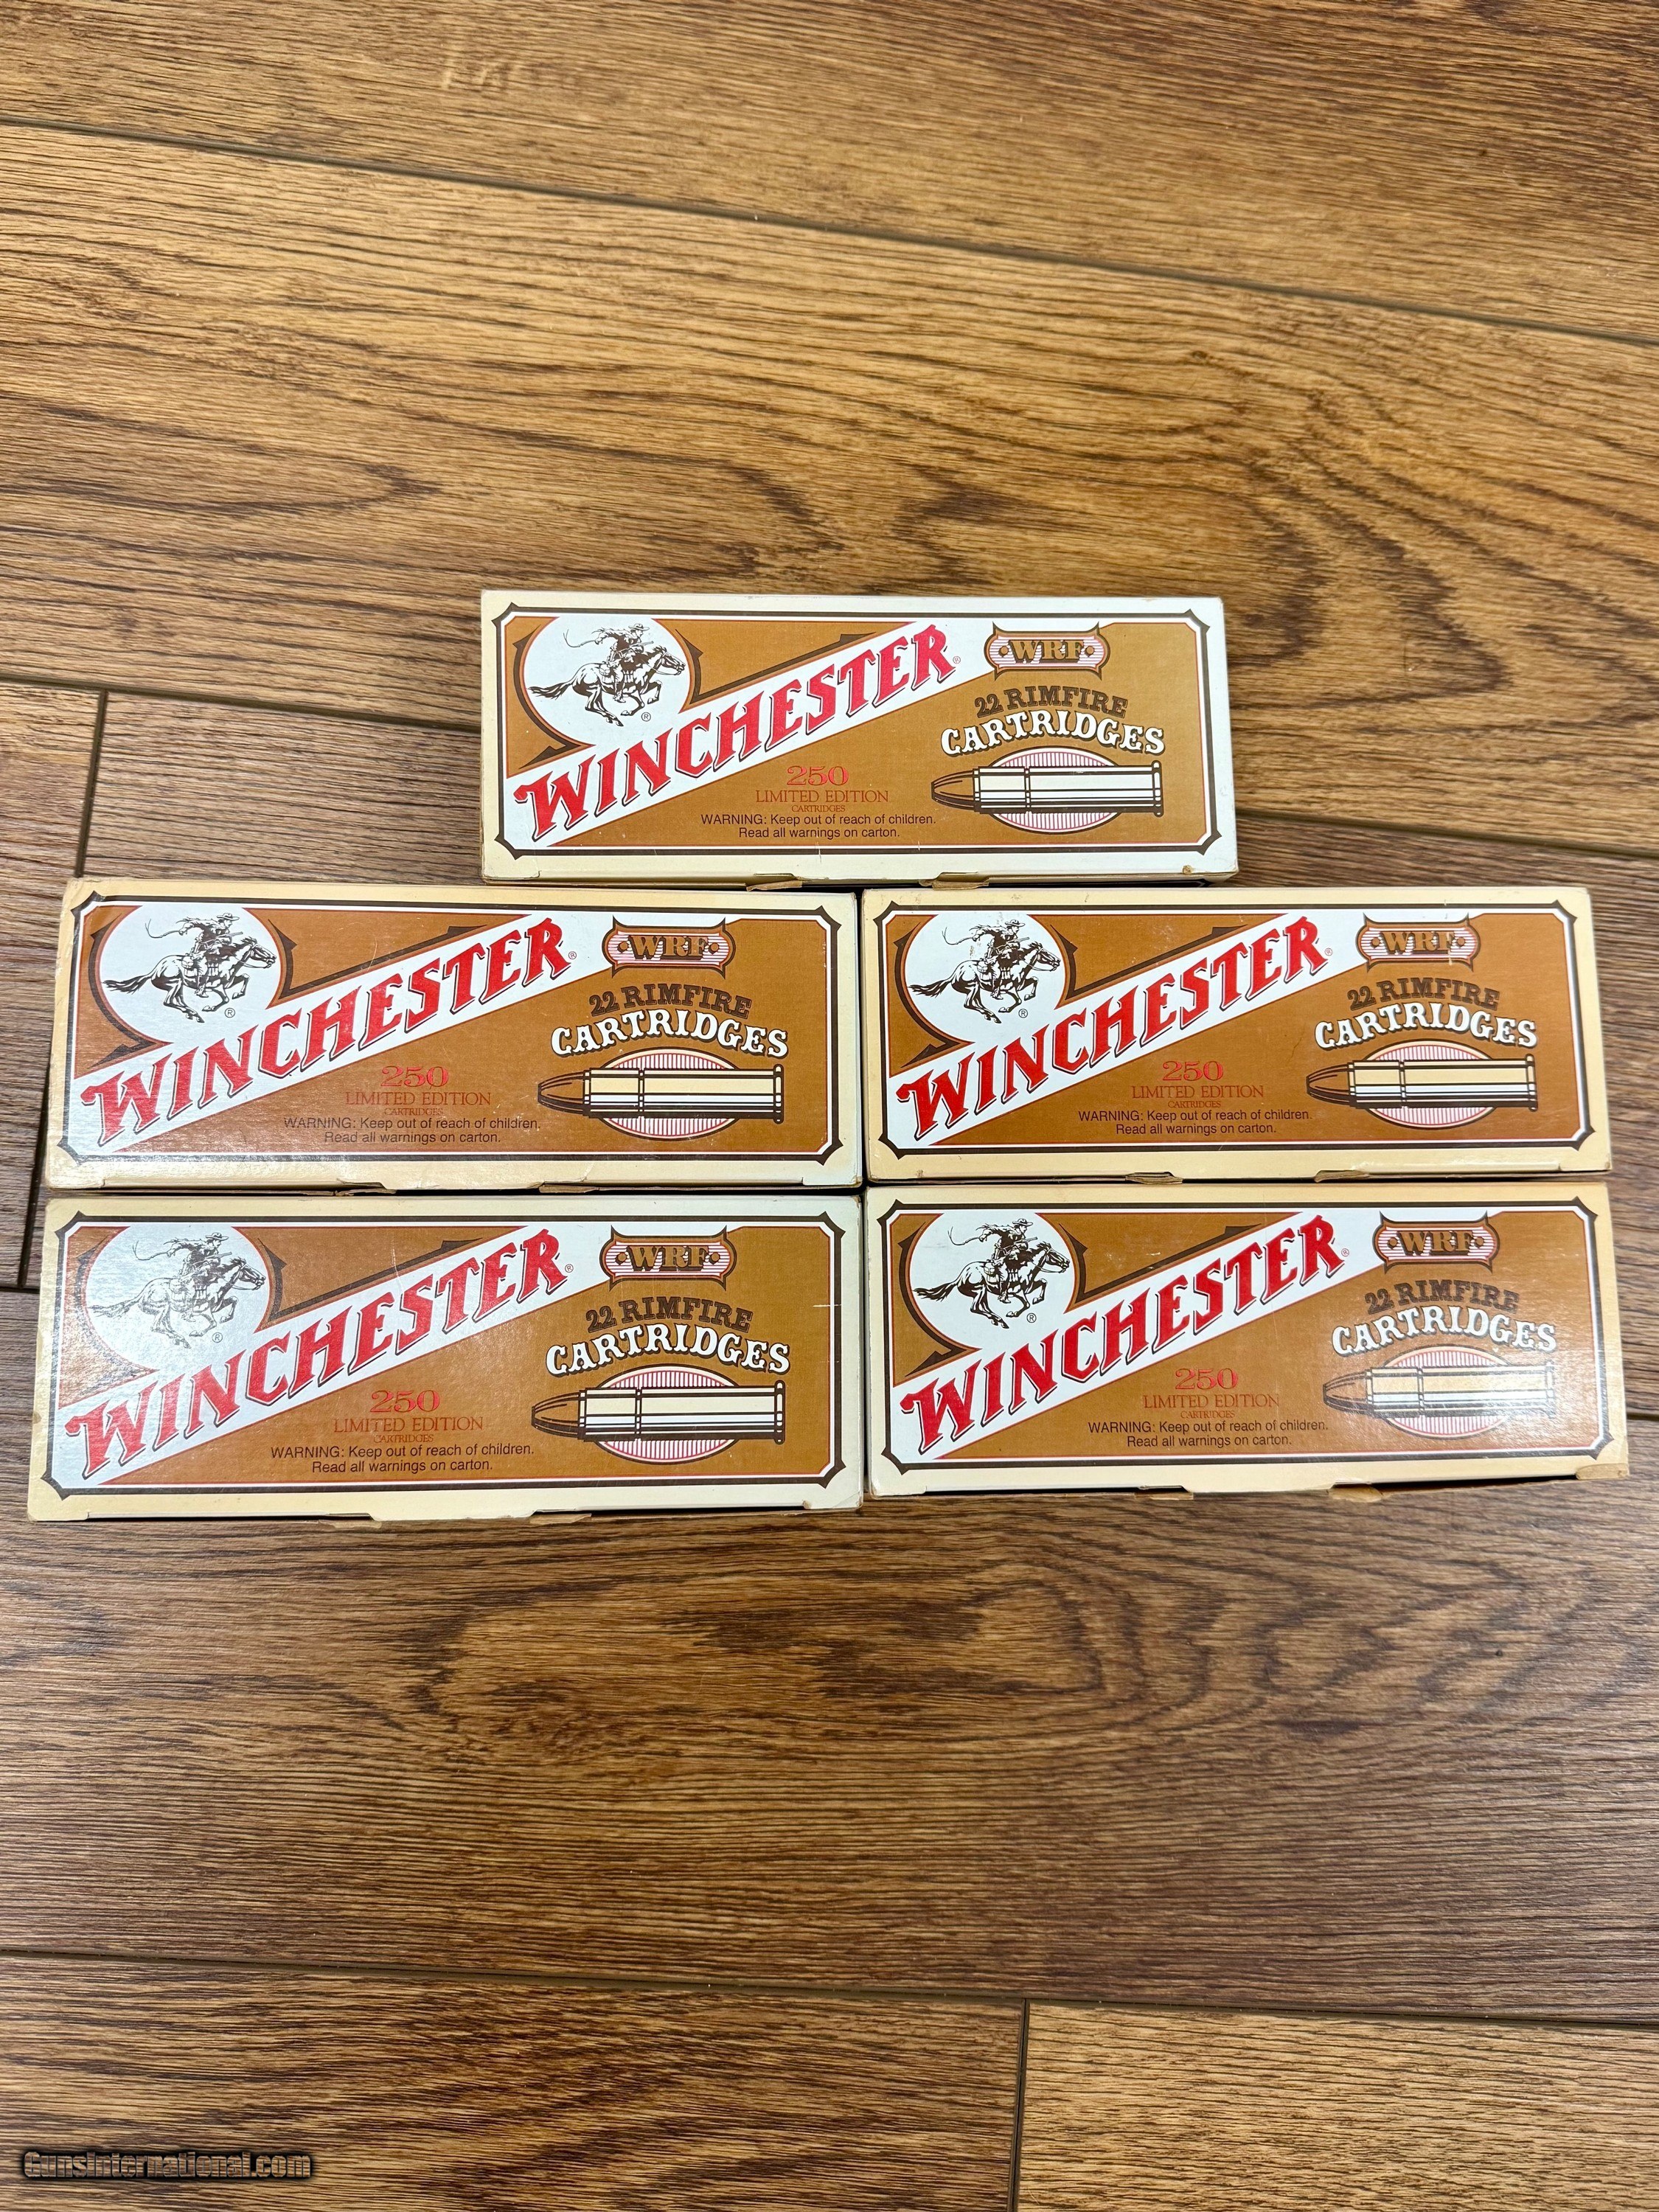 WINCHESTER®
WRF
22 RIMFIRE
CARTRIDGES
®
250
LIMITED EDITION
CARTRIDGES
WARNING: Keep out of reach of children.
Read all warnings on carton.
WINCHESTER®
WRF
22 RIMFIRE
CARTRIDGES
®
250
LIMITED EDITION
CARTRIDGES
WARNING: Keep out of reach of children.
Read all warnings on carton.
WINCHESTER®
WRF
22 RIMFIRE
CARTRIDGES
®
250
LIMITED EDITION
CARTRIDGES
WARNING: Keep out of reach of children.
Read all warnings on carton.
WINCHESTER®
WRF
22 RIMFIRE
CARTRIDGES
®
250
LIMITED EDITION
CARTRIDGES
WARNING: Keep out of reach of children.
Read all warnings on carton.
WINCHESTER®
WRF
22 RIMFIRE
CARTRIDGES
®
250
LIMITED EDITION
CARTRIDGES
WARNING: Keep out of reach of children.
Read all warnings on carton.
GunsInternational.com